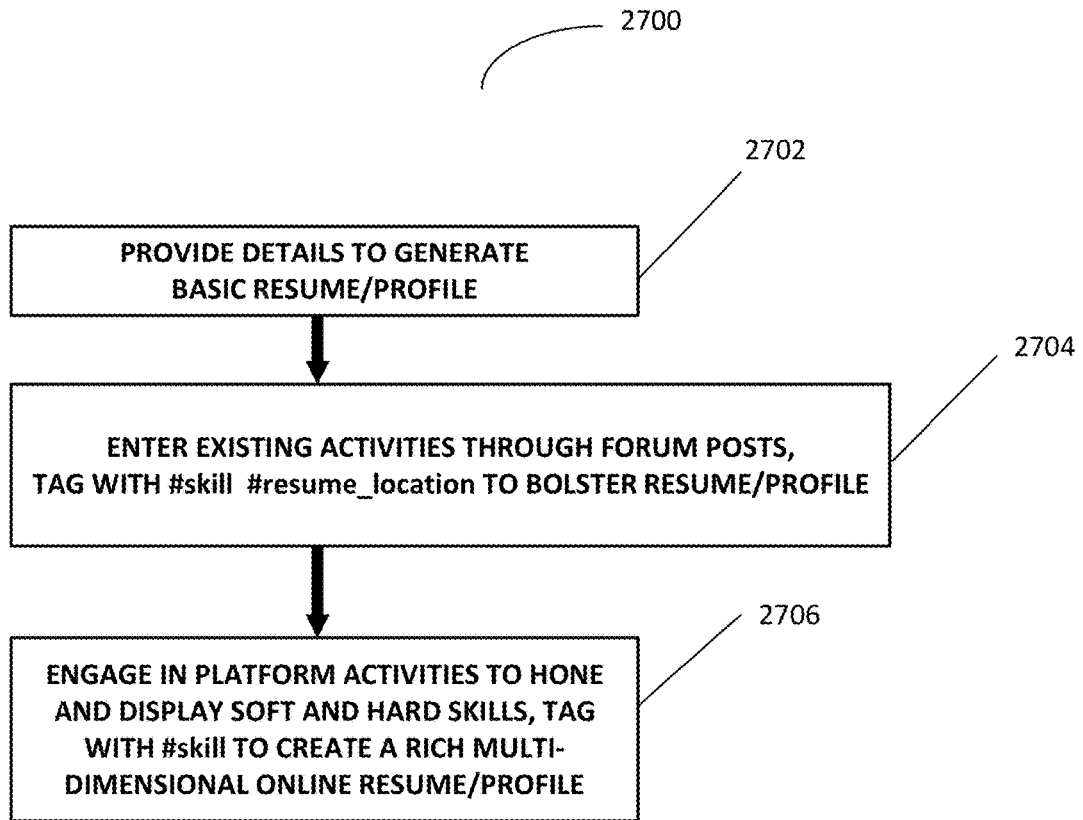 2700
2702
PROVIDE DETAILS TO GENERATE
BASIC RESUME/PROFILE
2704
ENTER EXISTING ACTIVITIES THROUGH FORUM POSTS,
TAG WITH #skill #resume_location TO BOLSTER RESUME/PROFILE
2706
ENGAGE IN PLATFORM ACTIVITIES TO HONE
AND DISPLAY SOFT AND HARD SKILLS, TAG
WITH #skill TO CREATE A RICH MULTI-
DIMENSIONAL ONLINE RESUME/PROFILE